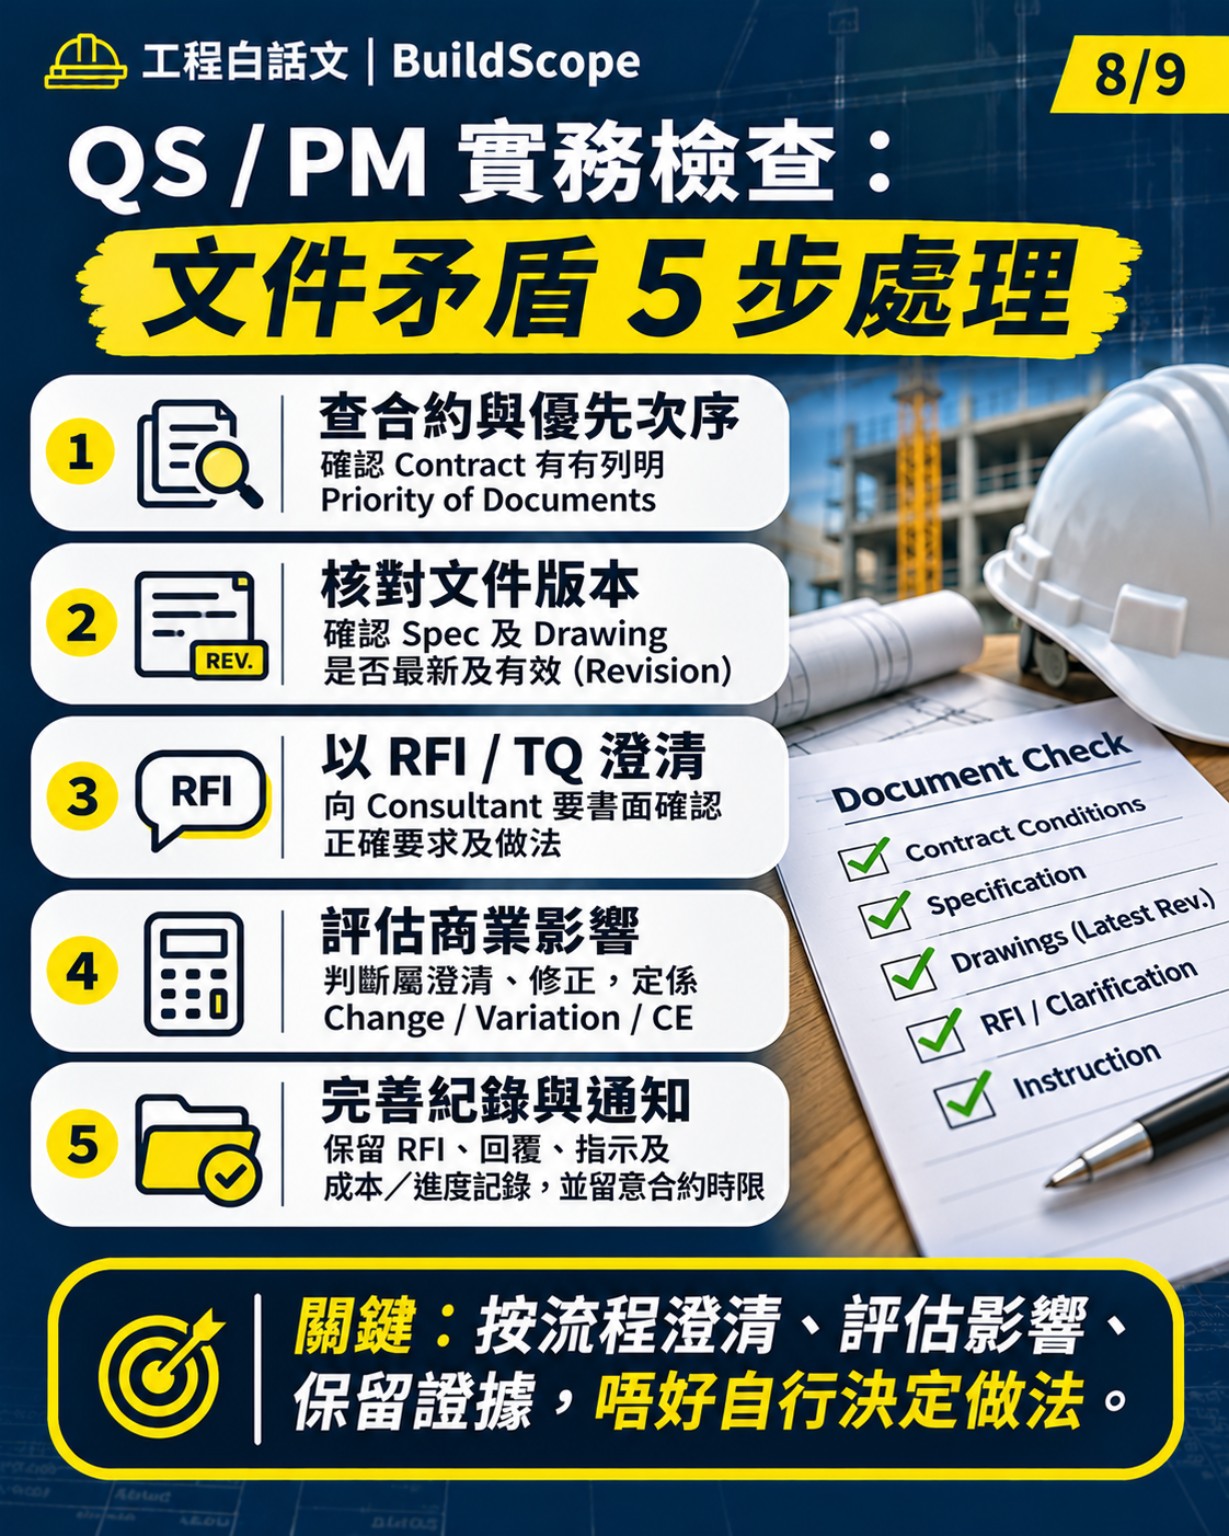 工程白話文 | BuildScope
8/9
QS / PM 實務檢查：
文件矛盾 5 步處理
1
查合約與優先次序
確認 Contract 有冇列明
Priority of Documents
2
REV.
核對文件版本
確認 Spec 及 Drawing
是否最新及有效 (Revision)
3
RFI
以 RFI / TQ 澄清
向 Consultant 要書面確認
正確要求及做法
4
評估商業影響
判斷屬澄清、修正，定係
Change / Variation / CE
5
完善紀錄與通知
保留 RFI、回覆、指示及
成本／進度記錄，並留意合約時限
Document Check
Contract Conditions
Specification
Drawings (Latest Rev.)
RFI / Clarification
Instruction
關鍵：按流程澄清、評估影響、
保留證據，唔好自行決定做法。